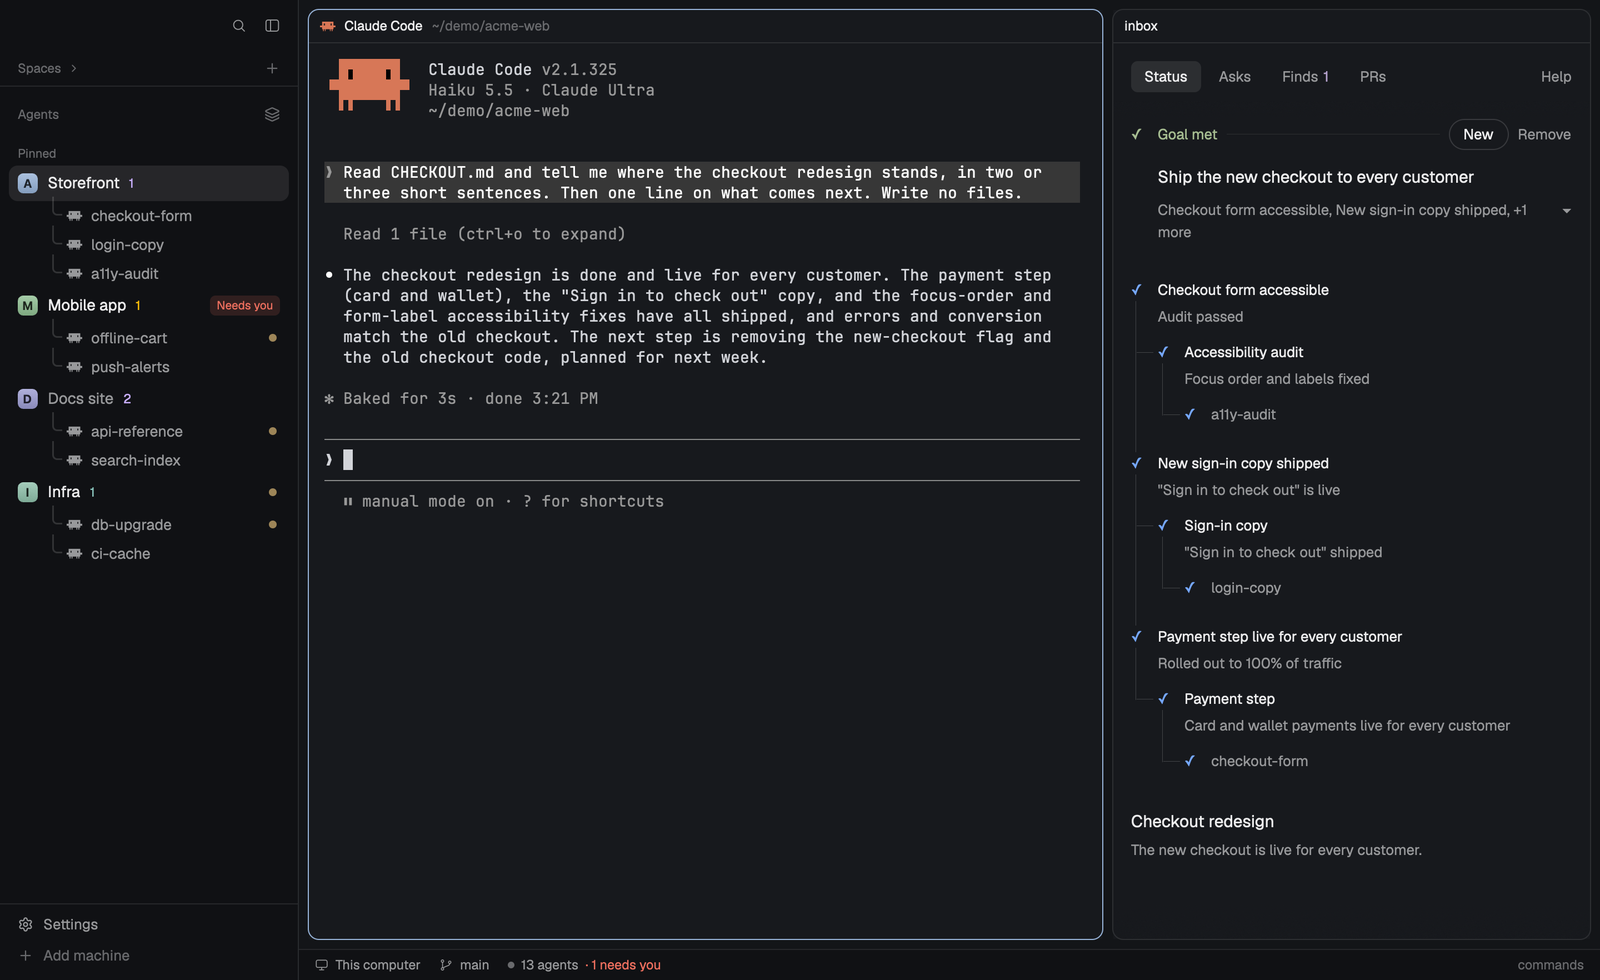 Spaces
Agents
Pinned
A Storefront 1
checkout-form
login-copy
a11y-audit
M Mobile app 1 Needs you
offline-cart
push-alerts
D Docs site 2
api-reference
search-index
I Infra 1
db-upgrade
ci-cache
Settings
Add machine
Claude Code ~/demo/acme-web
Claude Code v2.1.325
Haiku 5.5 · Claude Ultra
~/demo/acme-web
❯ Read CHECKOUT.md and tell me where the checkout redesign stands, in two or
three short sentences. Then one line on what comes next. Write no files.
Read 1 file (ctrl+o to expand)
● The checkout redesign is done and live for every customer. The payment step
(card and wallet), the "Sign in to check out" copy, and the focus-order and
form-label accessibility fixes have all shipped, and errors and conversion
match the old checkout. The next step is removing the new-checkout flag and
the old checkout code, planned for next week.
✻ Baked for 3s · done 3:21 PM
❯
⏸ manual mode on · ? for shortcuts
inbox
Status Asks Finds 1 PRs Help
✓ Goal met New Remove
Ship the new checkout to every customer
Checkout form accessible, New sign-in copy shipped, +1
more
✓ Checkout form accessible
Audit passed
✓ Accessibility audit
Focus order and labels fixed
✓ a11y-audit
✓ New sign-in copy shipped
"Sign in to check out" is live
✓ Sign-in copy
"Sign in to check out" shipped
✓ login-copy
✓ Payment step live for every customer
Rolled out to 100% of traffic
✓ Payment step
Card and wallet payments live for every customer
✓ checkout-form
Checkout redesign
The new checkout is live for every customer.
This computer main 13 agents · 1 needs you commands